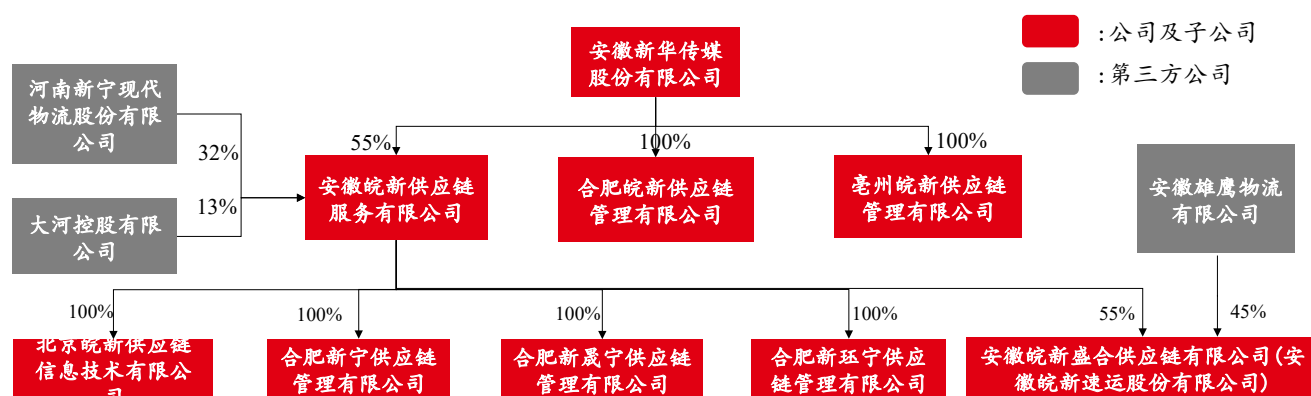 安徽新华传媒
股份有限公司
:公司及子公司
:第三方公司
河南新宁现代
物流股份有限
公司
32%
55%
100%
100%
安徽皖新供应链
服务有限公司
合肥皖新供应链
管理有限公司
亳州皖新供应链
管理有限公司
安徽雄鹰物流
有限公司
大河控股有限
公司
13%
100%
100%
100%
100%
55%
45%
北京皖新供应链
信息技术有限公
司
合肥新宁供应链
管理有限公司
合肥新晟宁供应链
管理有限公司
合肥新珏宁供应
链管理有限公司
安徽皖新盛合供应链有限公司(安
徽皖新速运股份有限公司)